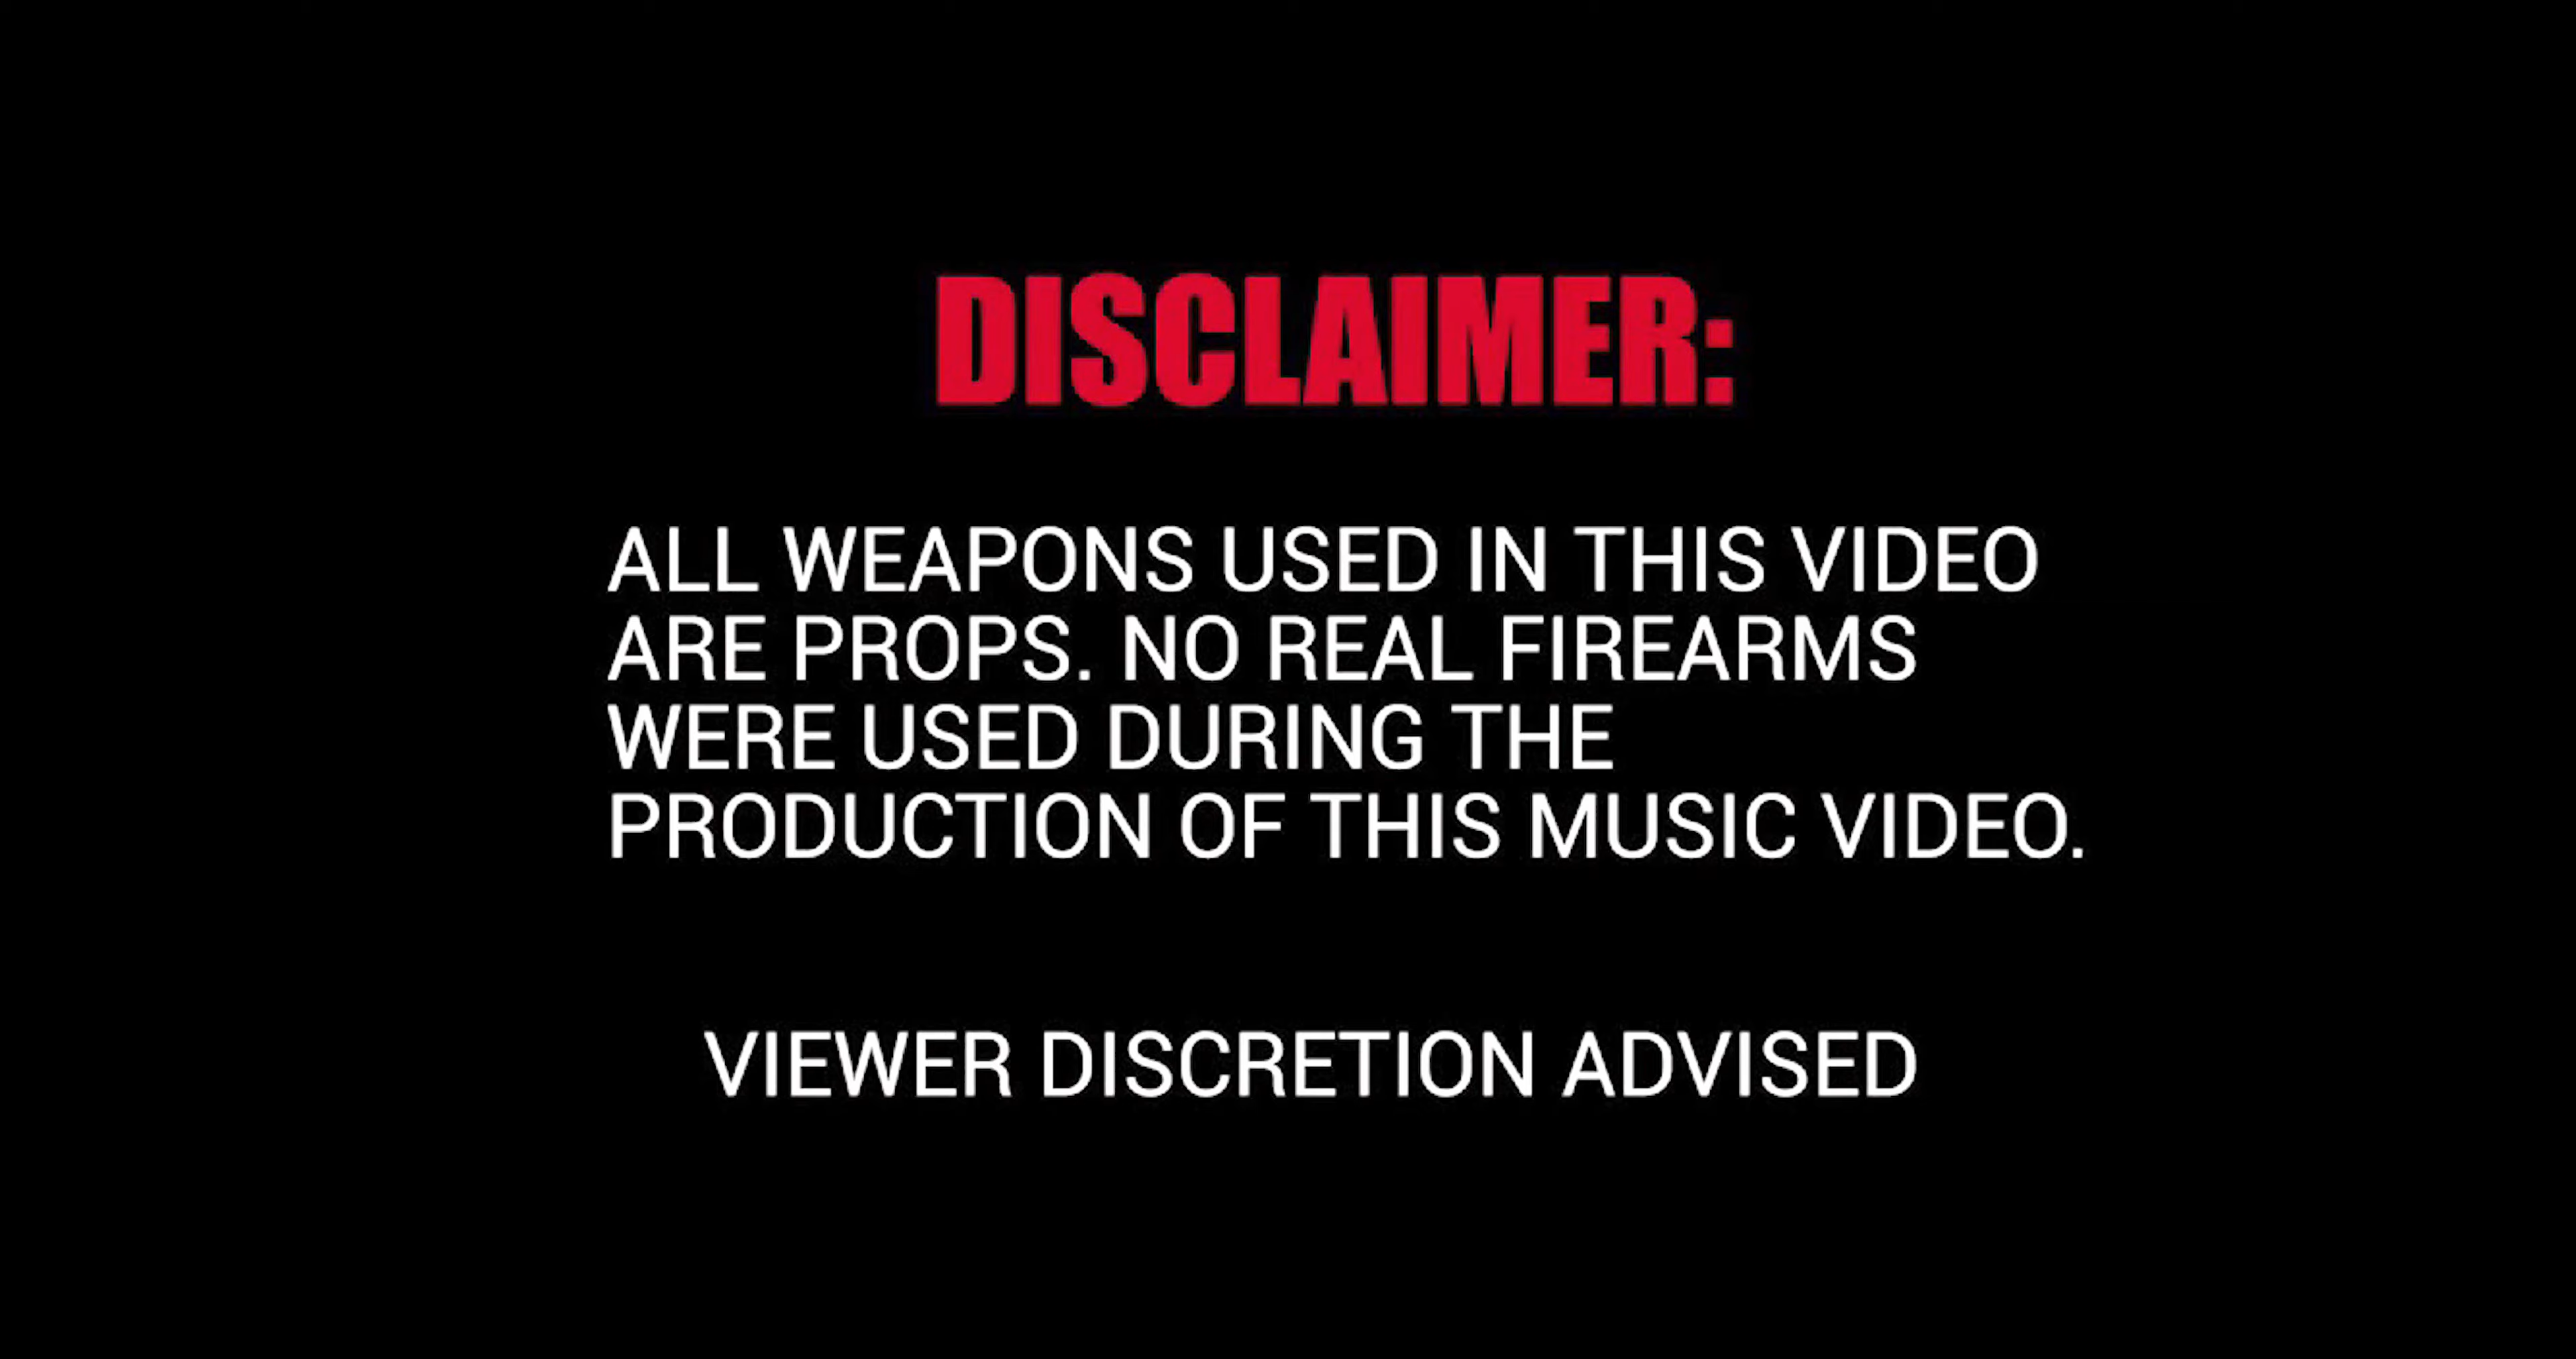 DISCLAIMER:
ALL WEAPONS USED IN THIS VIDEO
ARE PROPS. NO REAL FIREARMS
WERE USED DURING THE
PRODUCTION OF THIS MUSIC VIDEO.
VIEWER DISCRETION ADVISED